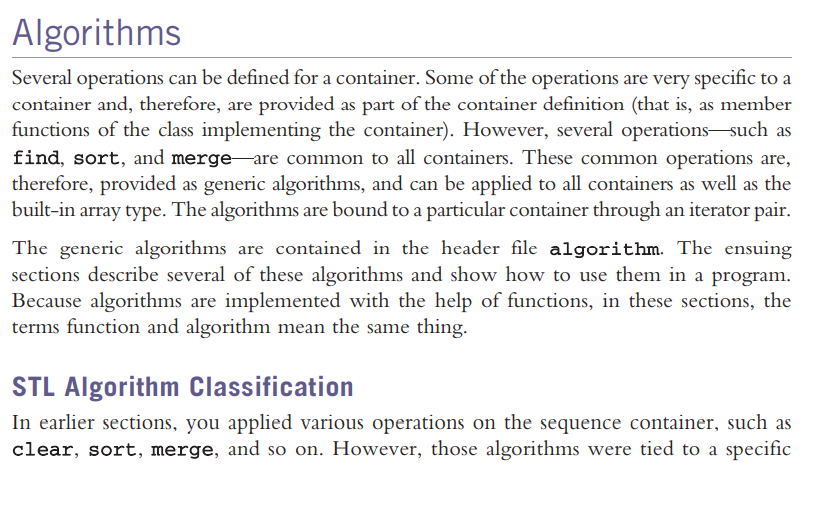 Algorithms
Several operations can be defined for a container. Some of the operations are very specific to a
container and, therefore, are provided as part of the container definition (that is, as member
functions of the class implementing the container). However, several operations—such as
find, sort, and merge—are common to all containers. These common operations are,
therefore, provided as generic algorithms, and can be applied to all containers as well as the
built-in array type. The algorithms are bound to a particular container through an iterator pair.
The generic algorithms are contained in the header file algorithm. The ensuing
sections describe several of these algorithms and show how to use them in a program.
Because algorithms are implemented with the help of functions, in these sections, the
terms function and algorithm mean the same thing.
STL Algorithm Classification
In earlier sections, you applied various operations on the sequence container, such as
clear, sort, merge, and so on. However, those algorithms were tied to a specific